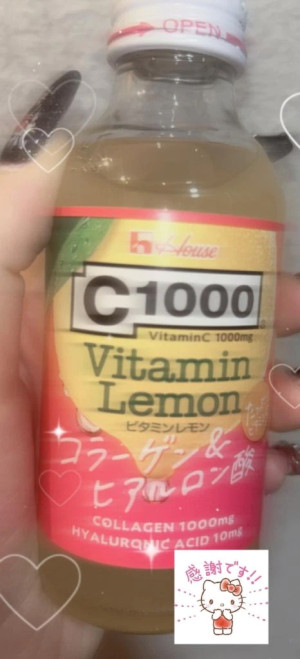 OPEN
House
C1000
VitaminC 1000mg
Vitamin
Lemon
ビタミンレモン
コラーゲン&
ヒアルロン酸
COLLAGEN 1000mg
HYALURONIC ACID 10mg
感謝です!!